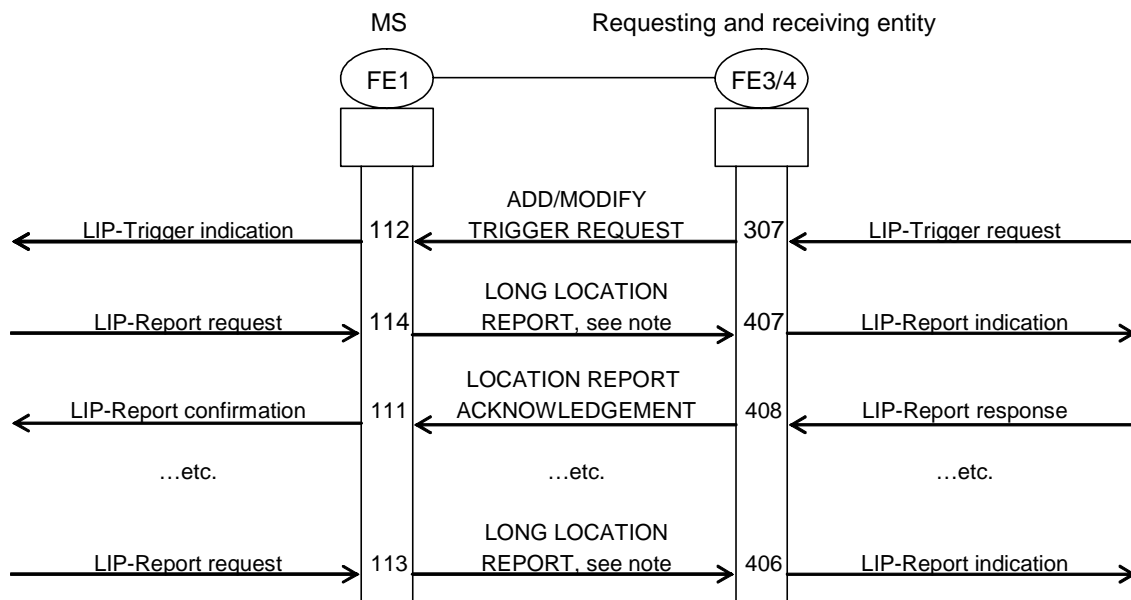 MS Requesting and receiving entity
FE1 FE3/4
ADD/MODIFY
LIP-Trigger indication 112 TRIGGER REQUEST 307 LIP-Trigger request
LONG LOCATION
LIP-Report request 114 REPORT, see note 407 LIP-Report indication
LOCATION REPORT
LIP-Report confirmation 111 ACKNOWLEDGEMENT 408 LIP-Report response
…etc. …etc. …etc.
LONG LOCATION
LIP-Report request 113 REPORT, see note 406 LIP-Report indication